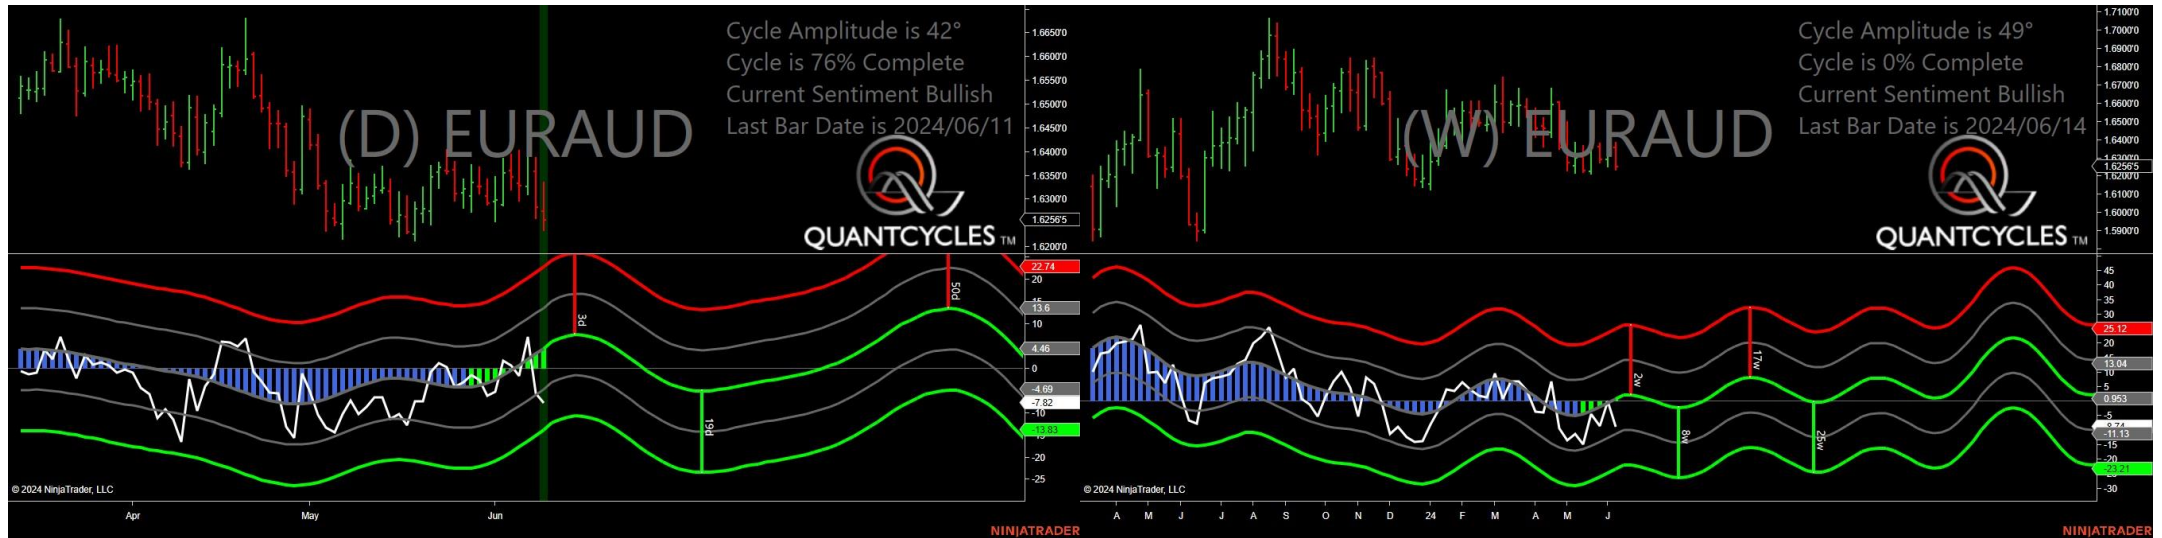 Cycle Amplitude is 42°
Cycle is 76% Complete
Current Sentiment Bullish
Last Bar Date is 2024/06/11
(D) EURAUD
QUANTCYCLES TM
1.6650'0
1.6600'0
1.6550'0
1.6500'0
1.6450'0
1.6400'0
1.6350'0
1.6300'0
1.6256'5
1.6200'0
22.74
20
13.6
10
4.46
0
-4.69
-7.82
-10
-13.83
-20
-25
3d
19d
50d
© 2024 NinjaTrader, LLC
Apr May Jun
NINJATRADER
Cycle Amplitude is 49°
Cycle is 0% Complete
Current Sentiment Bullish
Last Bar Date is 2024/06/14
(W) EURAUD
QUANTCYCLES TM
1.7100'0
1.7000'0
1.6900'0
1.6800'0
1.6700'0
1.6600'0
1.6500'0
1.6400'0
1.6300'0
1.6256'5
1.6200'0
1.6100'0
1.6000'0
1.5900'0
45
40
35
30
25.12
20
13.04
10
5
0.953
-5
-11.13
-15
-20
-23.21
-30
2w
8w
17w
25w
© 2024 NinjaTrader, LLC
A M J J A S O N D 24 F M A M J
NINJATRADER